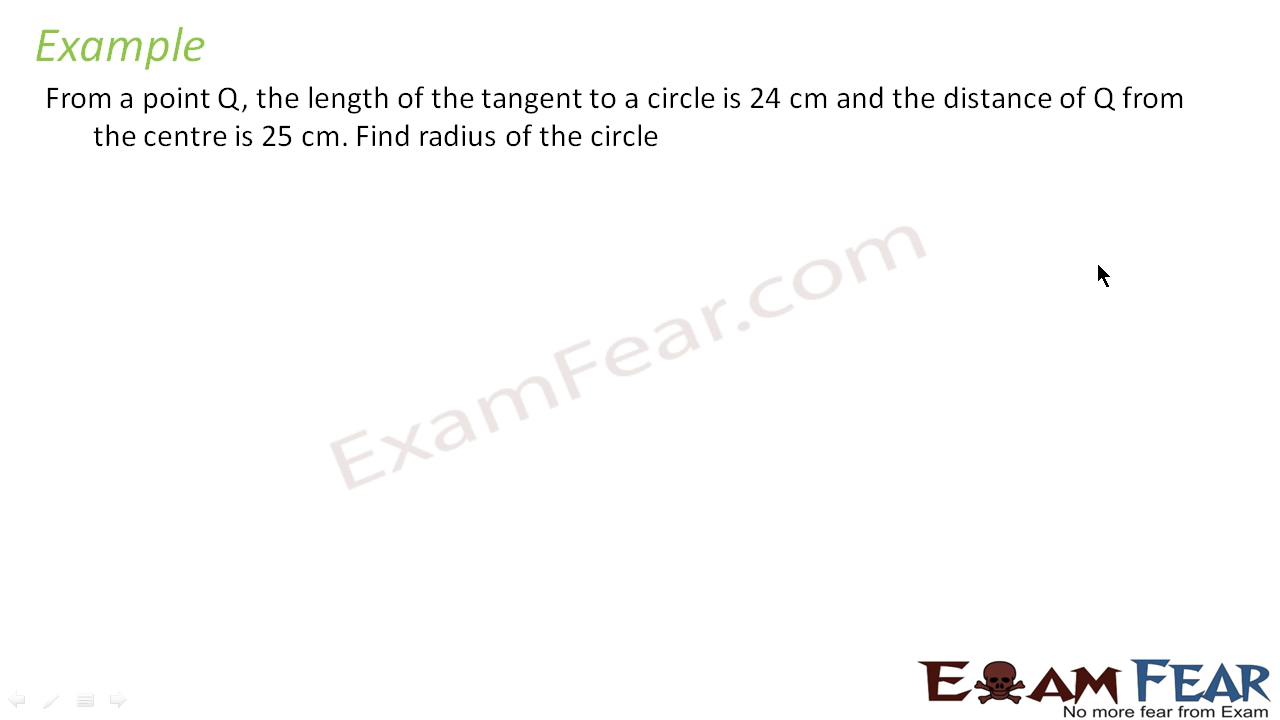 Example
From a point Q, the length of the tangent to a circle is 24 cm and the distance of Q from
the centre is 25 cm. Find radius of the circle
ExamFear.com
EXAM FEAR
No more fear from Exam